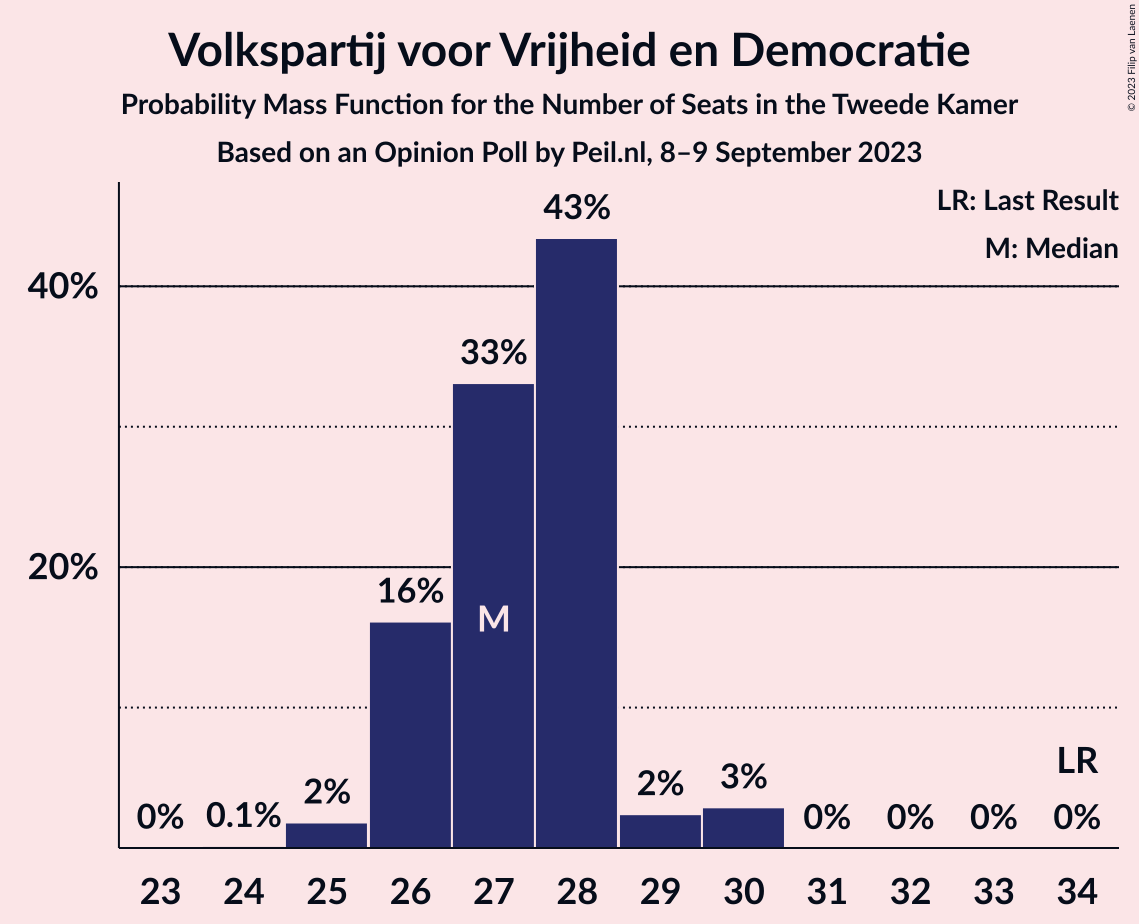 Volkspartij voor Vrijheid en Democratie
Probability Mass Function for the Number of Seats in the Tweede Kamer
Based on an Opinion Poll by Peil.nl, 8–9 September 2023
© 2023 Filip van Laenen
LR: Last Result
M: Median
40%
20%
0%
0.1%
2%
16%
33%
M
43%
2%
3%
0%
0%
0%
LR
0%
23 24 25 26 27 28 29 30 31 32 33 34